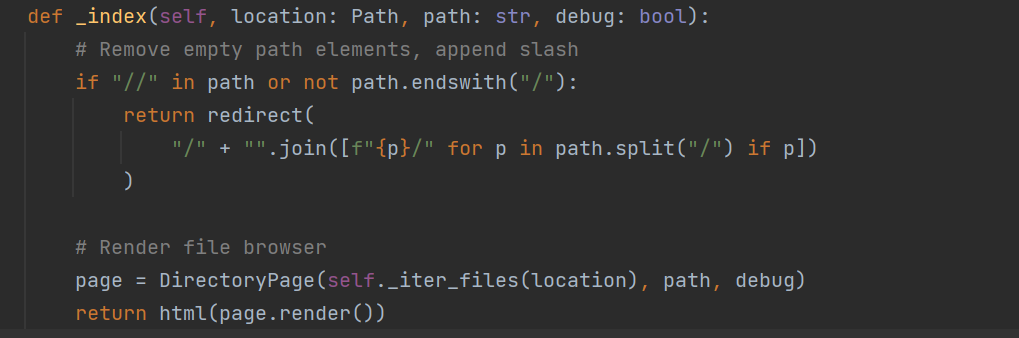 def _index(self, location: Path, path: str, debug: bool):
    # Remove empty path elements, append slash
    if "//" in path or not path.endswith("/"):
        return redirect(
            "/" + "".join([f"{p}/" for p in path.split("/") if p])
        )

    # Render file browser
    page = DirectoryPage(self._iter_files(location), path, debug)
    return html(page.render())